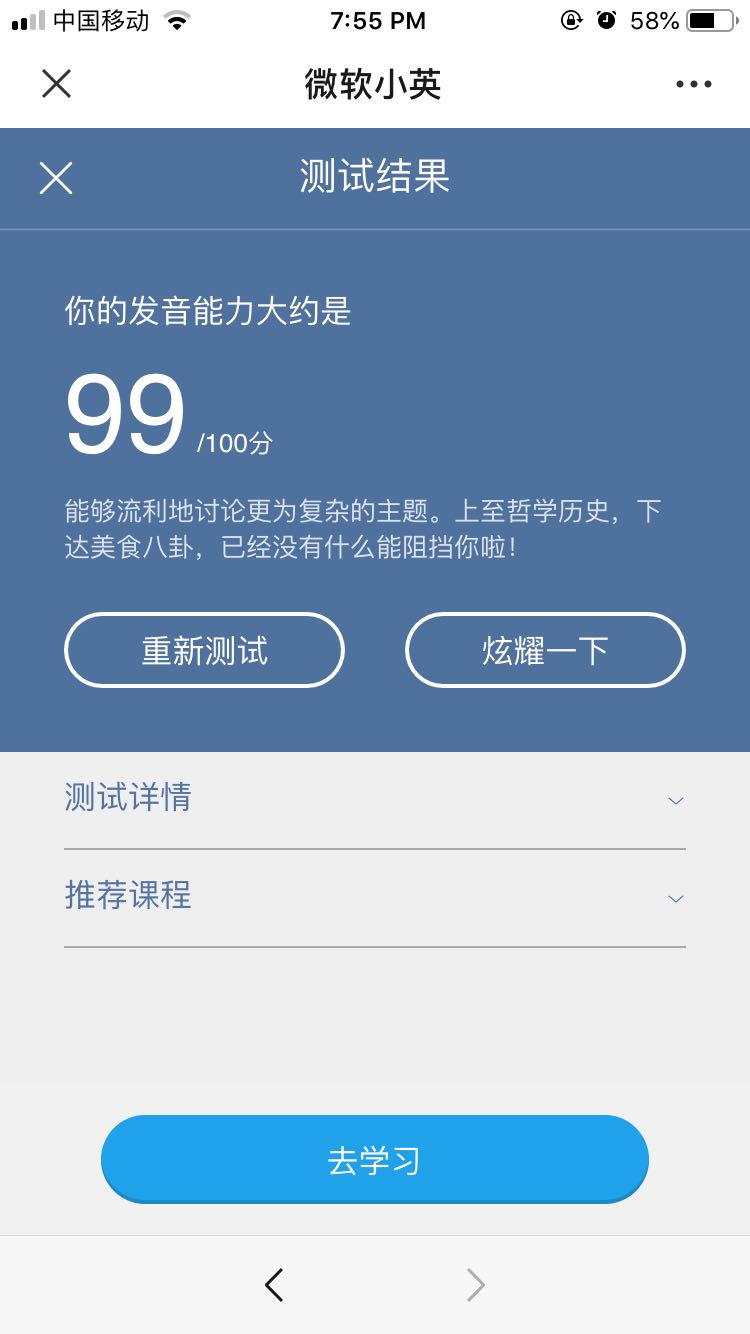 中国移动 7:55 PM 58%
微软小英
测试结果
你的发音能力大约是
99 /100分
能够流利地讨论更为复杂的主题。上至哲学历史，下
达美食八卦，已经没有什么能阻挡你啦！
重新测试 炫耀一下
测试详情
推荐课程
去学习